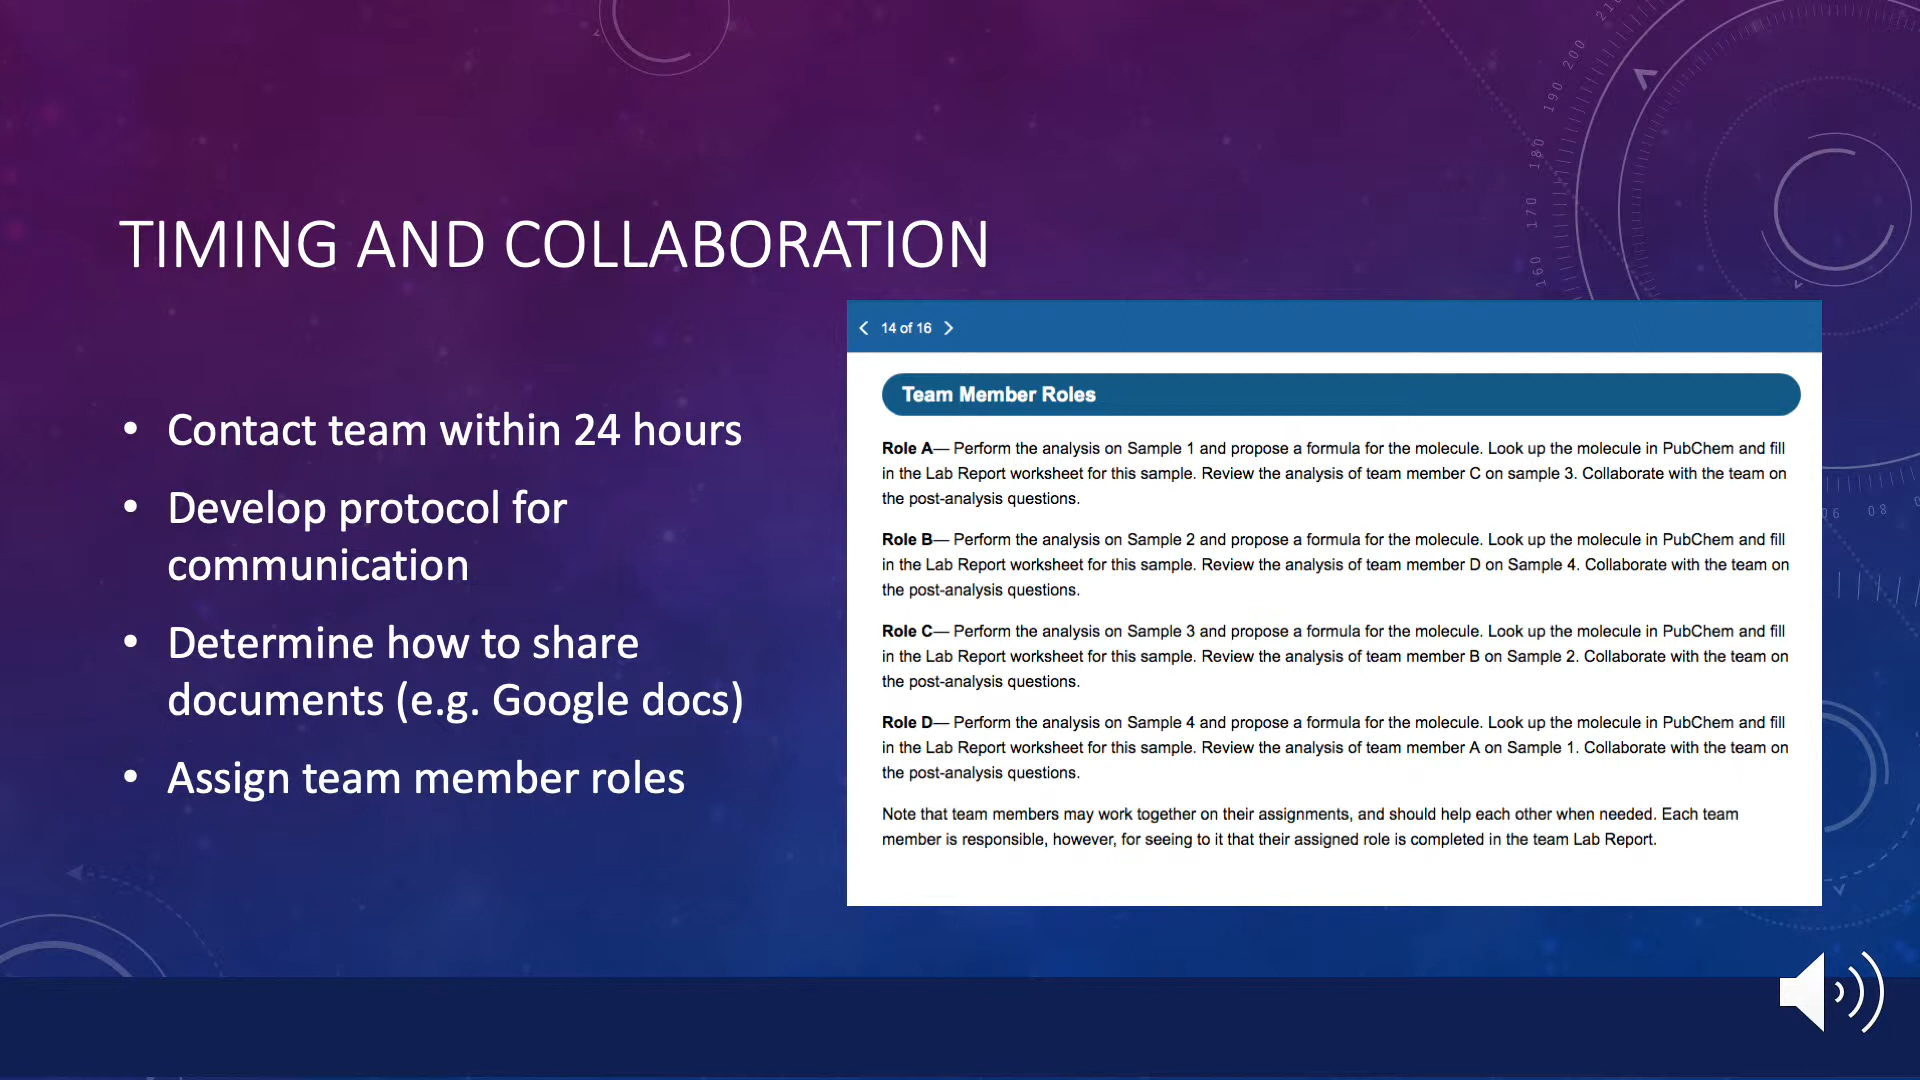 TIMING AND COLLABORATION
• Contact team within 24 hours
• Develop protocol for
communication
• Determine how to share
documents (e.g. Google docs)
• Assign team member roles
14 of 16
Team Member Roles
Role A— Perform the analysis on Sample 1 and propose a formula for the molecule. Look up the molecule in PubChem and fill
in the Lab Report worksheet for this sample. Review the analysis of team member C on sample 3. Collaborate with the team on
the post-analysis questions.
Role B— Perform the analysis on Sample 2 and propose a formula for the molecule. Look up the molecule in PubChem and fill
in the Lab Report worksheet for this sample. Review the analysis of team member D on Sample 4. Collaborate with the team on
the post-analysis questions.
Role C— Perform the analysis on Sample 3 and propose a formula for the molecule. Look up the molecule in PubChem and fill
in the Lab Report worksheet for this sample. Review the analysis of team member B on Sample 2. Collaborate with the team on
the post-analysis questions.
Role D— Perform the analysis on Sample 4 and propose a formula for the molecule. Look up the molecule in PubChem and fill
in the Lab Report worksheet for this sample. Review the analysis of team member A on Sample 1. Collaborate with the team on
the post-analysis questions.
Note that team members may work together on their assignments, and should help each other when needed. Each team
member is responsible, however, for seeing to it that their assigned role is completed in the team Lab Report.
200
190
180
170
160